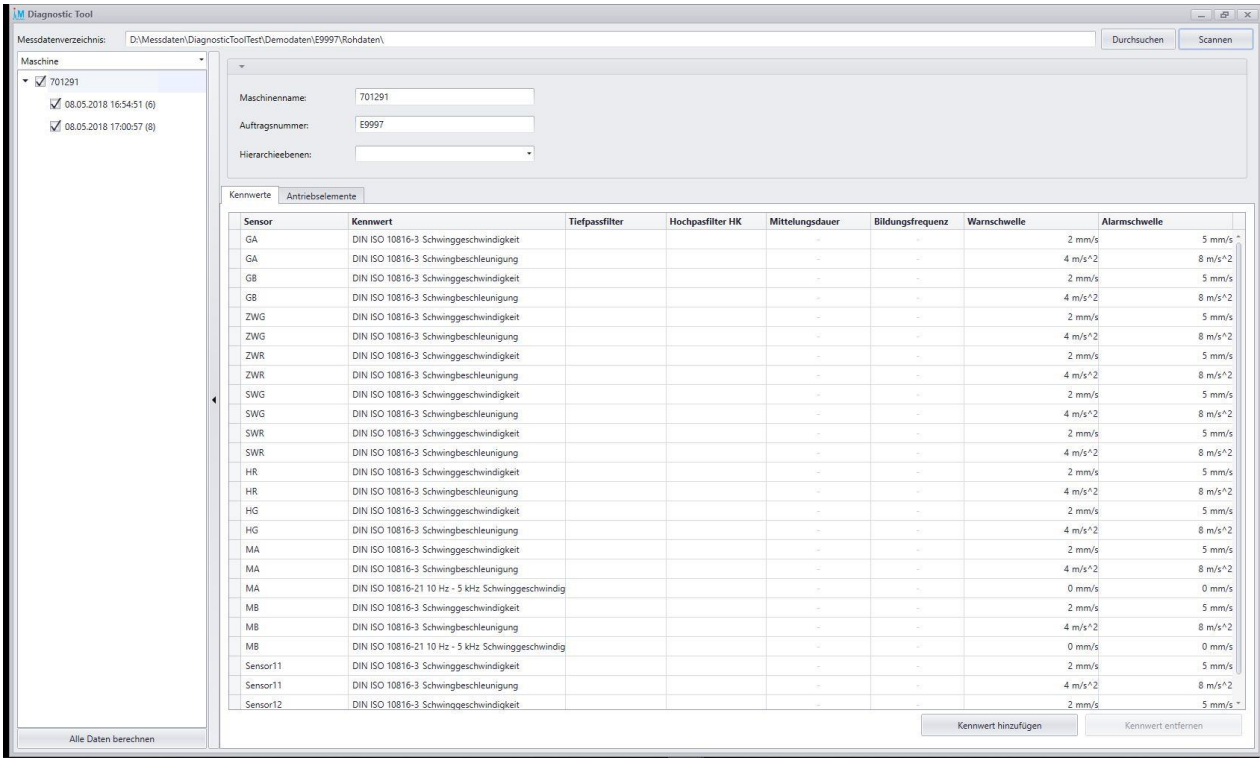 Diagnostic Tool
Messdatenverzeichnis: D:\Messdaten\DiagnosticToolTest\Demodaten\E9997\Rohdaten\ Durchsuchen Scannen
Maschine
701291
08.05.2018 16:54:51 (6)
08.05.2018 17:00:57 (8)
Alle Daten berechnen
Maschinenname: 701291
Auftragsnummer: E9997
Hierarchieebenen:
Kennwerte Antriebselemente
Sensor Kennwert Tiefpassfilter Hochpasfilter HK Mittelungsdauer Bildungsfrequenz Warnschwelle Alarmschwelle
GA DIN ISO 10816-3 Schwinggeschwindigkeit - - 2 mm/s 5 mm/s
GA DIN ISO 10816-3 Schwingbeschleunigung - - 4 m/s^2 8 m/s^2
GB DIN ISO 10816-3 Schwinggeschwindigkeit - - 2 mm/s 5 mm/s
GB DIN ISO 10816-3 Schwingbeschleunigung - - 4 m/s^2 8 m/s^2
ZWG DIN ISO 10816-3 Schwinggeschwindigkeit - - 2 mm/s 5 mm/s
ZWG DIN ISO 10816-3 Schwingbeschleunigung - - 4 m/s^2 8 m/s^2
ZWR DIN ISO 10816-3 Schwinggeschwindigkeit - - 2 mm/s 5 mm/s
ZWR DIN ISO 10816-3 Schwingbeschleunigung - - 4 m/s^2 8 m/s^2
SWG DIN ISO 10816-3 Schwinggeschwindigkeit - - 2 mm/s 5 mm/s
SWG DIN ISO 10816-3 Schwingbeschleunigung - - 4 m/s^2 8 m/s^2
SWR DIN ISO 10816-3 Schwinggeschwindigkeit - - 2 mm/s 5 mm/s
SWR DIN ISO 10816-3 Schwingbeschleunigung - - 4 m/s^2 8 m/s^2
HR DIN ISO 10816-3 Schwinggeschwindigkeit - - 2 mm/s 5 mm/s
HR DIN ISO 10816-3 Schwingbeschleunigung - - 4 m/s^2 8 m/s^2
HG DIN ISO 10816-3 Schwinggeschwindigkeit - - 2 mm/s 5 mm/s
HG DIN ISO 10816-3 Schwingbeschleunigung - - 4 m/s^2 8 m/s^2
MA DIN ISO 10816-3 Schwinggeschwindigkeit - - 2 mm/s 5 mm/s
MA DIN ISO 10816-3 Schwingbeschleunigung - - 4 m/s^2 8 m/s^2
MA DIN ISO 10816-21 10 Hz - 5 kHz Schwinggeschwindig - - 0 mm/s 0 mm/s
MB DIN ISO 10816-3 Schwinggeschwindigkeit - - 2 mm/s 5 mm/s
MB DIN ISO 10816-3 Schwingbeschleunigung - - 4 m/s^2 8 m/s^2
MB DIN ISO 10816-21 10 Hz - 5 kHz Schwinggeschwindig - - 0 mm/s 0 mm/s
Sensor11 DIN ISO 10816-3 Schwinggeschwindigkeit - - 2 mm/s 5 mm/s
Sensor11 DIN ISO 10816-3 Schwingbeschleunigung - - 4 m/s^2 8 m/s^2
Sensor12 DIN ISO 10816-3 Schwinggeschwindigkeit - - 2 mm/s 5 mm/s
Kennwert hinzufügen Kennwert entfernen